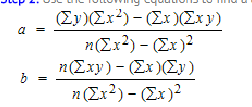 Step 2: Use the following equations to find a
a = (Σy)(Σx²) − (Σx)(Σxy) / n(Σx²) − (Σx)²
b = n(Σxy) − (Σx)(Σy) / n(Σx²) − (Σx)²